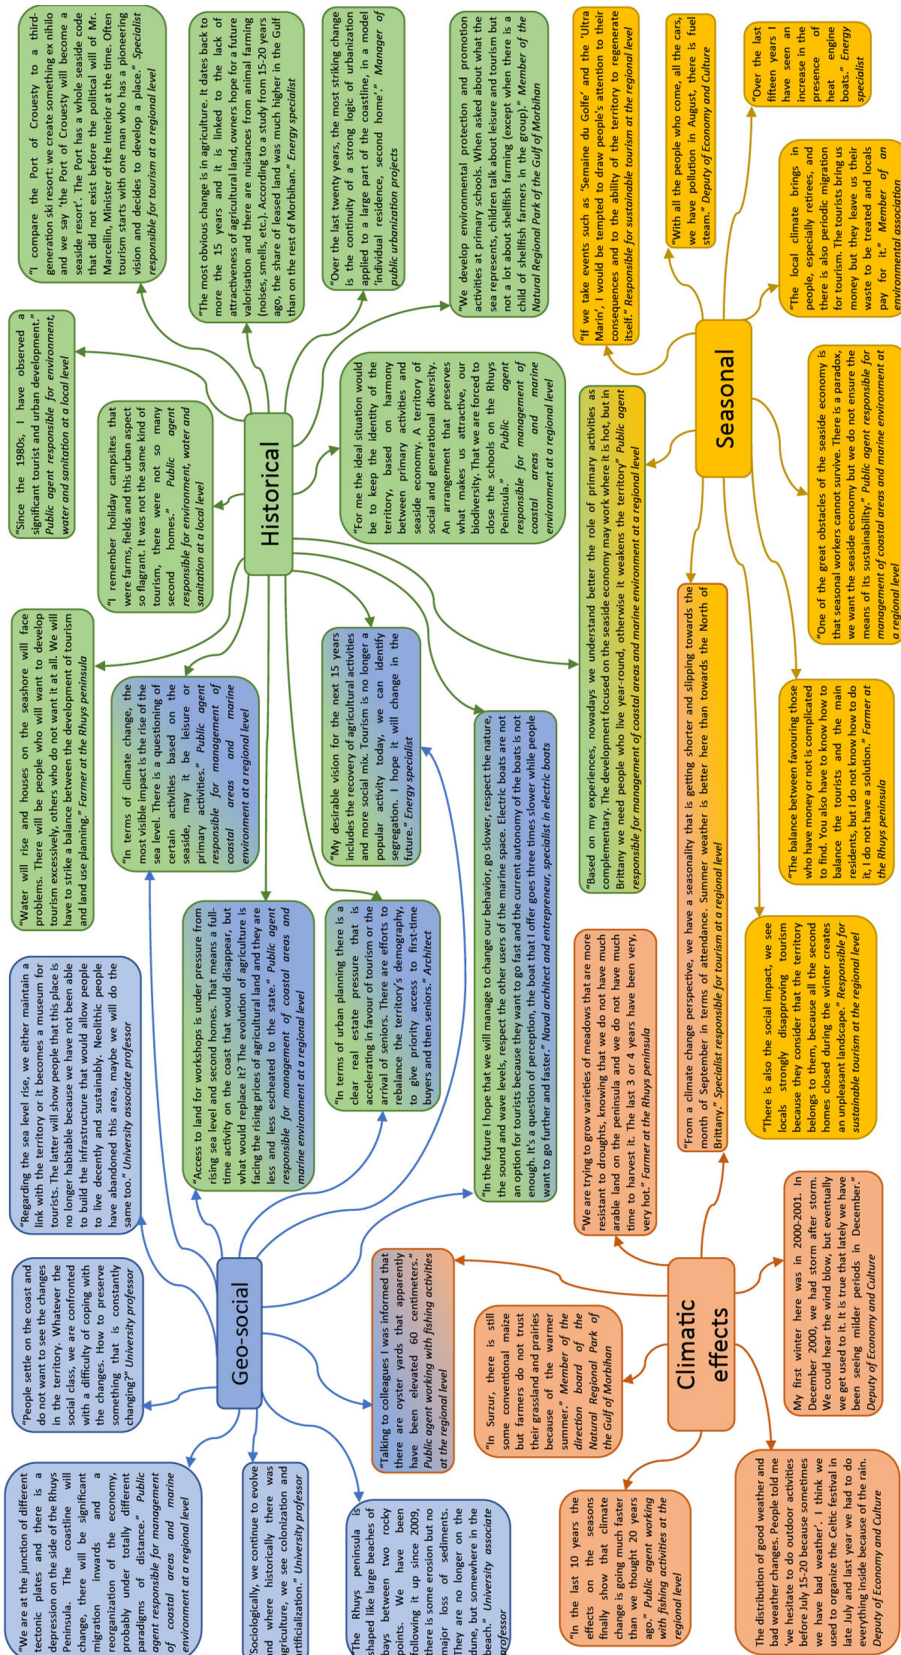 "We are at the junction of different
tectonic plates and there is a
depression on the side of the Rhuys
Peninsula. The coastline will
change, there will be significant
migration inwards and a
reorganization of the economy,
probably under totally different
paradigms of distance." Public
agent responsible for management
of coastal areas and marine
environment at a regional level
"People settle on the coast and
do not want to see the changes
in the territory. Whatever the
social class, we are confronted
with a difficulty of coping with
the changes. How to preserve
something that is constantly
changing?" University professor
"Regarding the sea level rise, we either maintain a
link with the territory or it becomes a museum for
tourists. The latter will show people that this place is
no longer habitable because we have not been able
to build the infrastructure that would allow people
to live decently and sustainably. Neolithic people
have abandoned this area, maybe we will do the
same too." University associate professor
"Water will rise and houses on the seashore will face
problems. There will be people who will want to develop
tourism excessively, others who do not want it at all. We will
have to strike a balance between the development of tourism
and land use planning." Farmer at the Rhuys peninsula
"Since the 1980s, I have observed a
significant tourist and urban development."
Public agent responsible for environment,
water and sanitation at a local level
"I compare the Port of Crouesty to a third-
generation ski resort: we create something ex nihilo
and we say 'the Port of Crouesty will become a
seaside resort'. The Port has a whole seaside code
that did not exist before the political will of Mr.
Marcellin, Minister of the Interior at the time. Often
tourism starts with one man who has a pioneering
vision and decides to develop a place." Specialist
responsible for tourism at a regional level
"I remember holiday campsites that
were farms, fields and this urban aspect
so flagrant. It was not the same kind of
tourism, there were not so many
second homes." Public agent
responsible for environment, water and
sanitation at a local level
"In terms of climate change, the
most visible impact is the rise of the
sea level. There is a questioning of
certain activities based on the
seaside, may it be leisure or
primary activities." Public agent
responsible for management of
coastal areas and marine
environment at a regional level
"Access to land for workshops is under pressure from
rising sea level and second homes. That means a full-
time activity on the coast that would disappear, but
what would replace it? The evolution of agriculture is
facing the rising prices of agricultural land and they are
less and less escheated to the state." Public agent
responsible for management of coastal areas and
marine environment at a regional level
"The most obvious change is in agriculture. It dates back to
more the 15 years and it is linked to the lack of
attractiveness of agricultural land, owners hope for a future
valorisation and there are nuisances from animal farming
(noises, smells, etc.). According to a study from 15-20 years
ago, the share of leased land was much higher in the Gulf
than on the rest of Morbihan." Energy specialist
Geo-social
Historical
Sociologically, we continue to evolve
and where historically there was
agriculture, we see colonization and
artificialization." University professor
"The Rhuys peninsula is
shaped like large beaches of
bays between two rocky
points. We have been
following it up since 2009,
there is some erosion but no
major loss of sediments.
They are no longer on the
dune, but somewhere in the
beach." University associate
professor
"My desirable vision for the next 15 years
includes the recovery of agricultural activities
and more social mix. Tourism is no longer a
popular activity today, we can identify
segregation. I hope it will change in the
future." Energy specialist
"In terms of urban planning there is a
clear real estate pressure that is
accelerating in favour of tourism or the
arrival of seniors. There are efforts to
rebalance the territory's demography,
to give priority access to first-time
buyers and then seniors." Architect
"Over the last twenty years, the most striking change
is the continuity of a strong logic of urbanization
applied to a large part of the coastline, in a model
'individual residence, second home'." Manager of
public urbanization projects
"For me the ideal situation would
be to keep the identity of the
territory, based on harmony
between primary activities and
seaside economy. A territory of
social and generational diversity.
An arrangement that preserves
what makes us attractive, our
biodiversity. That we are forced to
close the schools on the Rhuys
Peninsula." Public agent
responsible for management of
coastal areas and marine
environment at a regional level
"We develop environmental protection and promotion
activities at primary schools. When asked about what the
sea represents, children talk about leisure and tourism but
not a lot about shellfish farming (except when there is a
child of shellfish farmers in the group)." Member of the
Natural Regional Park of the Gulf of Morbihan
"Talking to colleagues I was informed that
there are oyster yards that apparently
have been elevated 60 centimeters."
Public agent working with fishing activities
at the regional level
"In the future I hope that we will manage to change our behavior, go slower, respect the nature,
the sound and wave levels, respect the other users of the marine space. Electric boats are not
an option for tourists because they want to go fast and the current autonomy of the boats is not
enough. It's a question of perception, the boat that I offer goes three times slower while people
want to go further and faster." Naval architect and entrepreneur, specialist in electric boats
"In Surzur, there is still
some conventional maize
but farmers do not trust
their grassland and prairies
because of the warmer
summer." Member of the
direction board of the
Natural Regional Park of
the Gulf of Morbihan
"We are trying to grow varieties of meadows that are more
resistant to droughts, knowing that we do not have much
arable land on the peninsula and we do not have much
time to harvest it. The last 3 or 4 years have been very,
very hot." Farmer at the Rhuys peninsula
"Based on my experiences, nowadays we understand better the role of primary activities as
complementary. Development focused on the seaside economy may work where it is hot, but in
Brittany we need people who live year-round, otherwise it weakens the territory" Public agent
responsible for management of coastal areas and marine environment at a regional level
"If we take events such as 'Semaine du Golfe' and the 'Ultra
Marin', I would be tempted to draw people's attention to their
consequences and to the ability of the territory to regenerate
itself." Responsible for sustainable tourism at the regional level
"In the last 10 years the
effects on the seasons
finally show that climate
change is going much faster
than we thought 20 years
ago." Public agent working
with fishing activities at the
regional level
Climatic
effects
"From a climate change perspective, we have a seasonality that is getting shorter and slipping towards the
month of September in terms of attendance. Summer weather is better here than towards the North of
Brittany." Specialist responsible for tourism at a regional level
Seasonal
"With all the people who come, all the cars,
we have pollution in August, there is fuel
steam." Deputy of Economy and Culture
The distribution of good weather and
bad weather changes. People told me
'we hesitate to do outdoor activities
before July 15-20 because sometimes
we have bad weather'. I think we
used to organize the Celtic festival in
late July and last year we had to do
everything inside because of the rain.
Deputy of Economy and Culture
My first winter here was in 2000-2001. In
December 2000, we had storm after storm.
We could hear the wind blow, but eventually
we get used to it. It is true that lately we have
been seeing milder periods in December."
Deputy of Economy and Culture
"There is also the social impact, we see
locals strongly disapproving tourism
because they consider that the territory
belongs to them, because all the second
homes closed during the winter creates
an unpleasant landscape." Responsible for
sustainable tourism at the regional level
"The balance between favouring those
who have money or not is complicated
to find. You also have to know how to
balance the tourists and the main
residents, but I do not know how to do
it, I do not have a solution." Farmer at
the Rhuys peninsula
"One of the great obstacles of the seaside economy is
that seasonal workers cannot survive. There is a paradox,
we want the seaside economy but we do not ensure the
means of its sustainability." Public agent responsible for
management of coastal areas and marine environment at
a regional level
"The local climate brings in
people, especially retirees, and
there is also periodic migration
for tourism. The tourists bring us
money but they leave us their
waste to be treated and locals
pay for it." Member of an
environmental association
"Over the last
fifteen years I
have seen an
increase in the
presence of
heat engine
boats." Energy
specialist